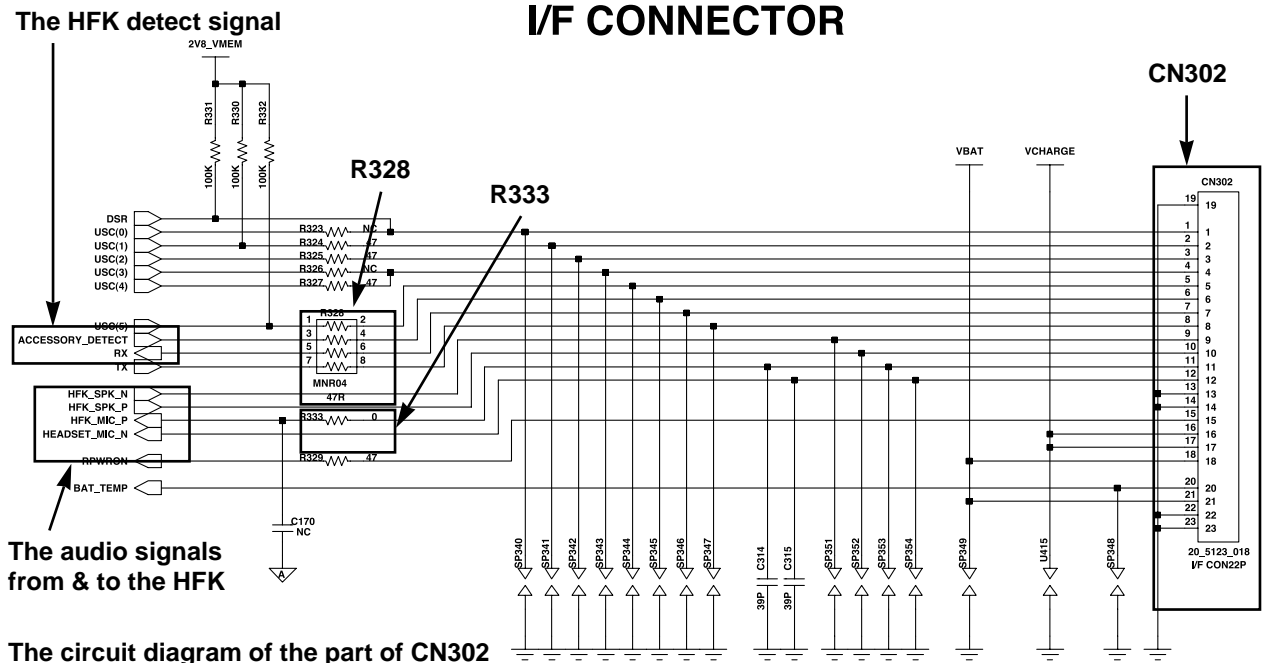 The HFK detect signal
I/F CONNECTOR
2V8_VMEM
CN302
R331
R330
R332
100K
100K
100K
R328
R333
VBAT
VCHARGE
CN302
DSR
USC(0)
USC(1)
USC(2)
USC(3)
USC(4)
R323 NC
R324 47
R325 47
R326 NC
R327 47
USC(5)
ACCESSORY_DETECT
RX
TX
R328
1 2
3 4
5 6
7 8
MNR04
47R
HFK_SPK_N
HFK_SPK_P
HFK_MIC_P
HEADSET_MIC_N
RPWRON
BAT_TEMP
R333 0
R329 47
C170
NC
A
The audio signals
from & to the HFK
19 19
1 1
2 2
3 3
4 4
5 5
6 6
7 7
8 8
9 9
10 10
11 11
12 12
13 13
14 14
15 15
16 16
17 17
18 18
20 20
21 21
22 22
23 23
20_5123_018
I/F CON22P
SP340
SP341
SP342
SP343
SP344
SP345
SP346
SP347
C314
39P
C315
39P
SP351
SP352
SP353
SP354
SP349
U415
SP348
The circuit diagram of the part of CN302